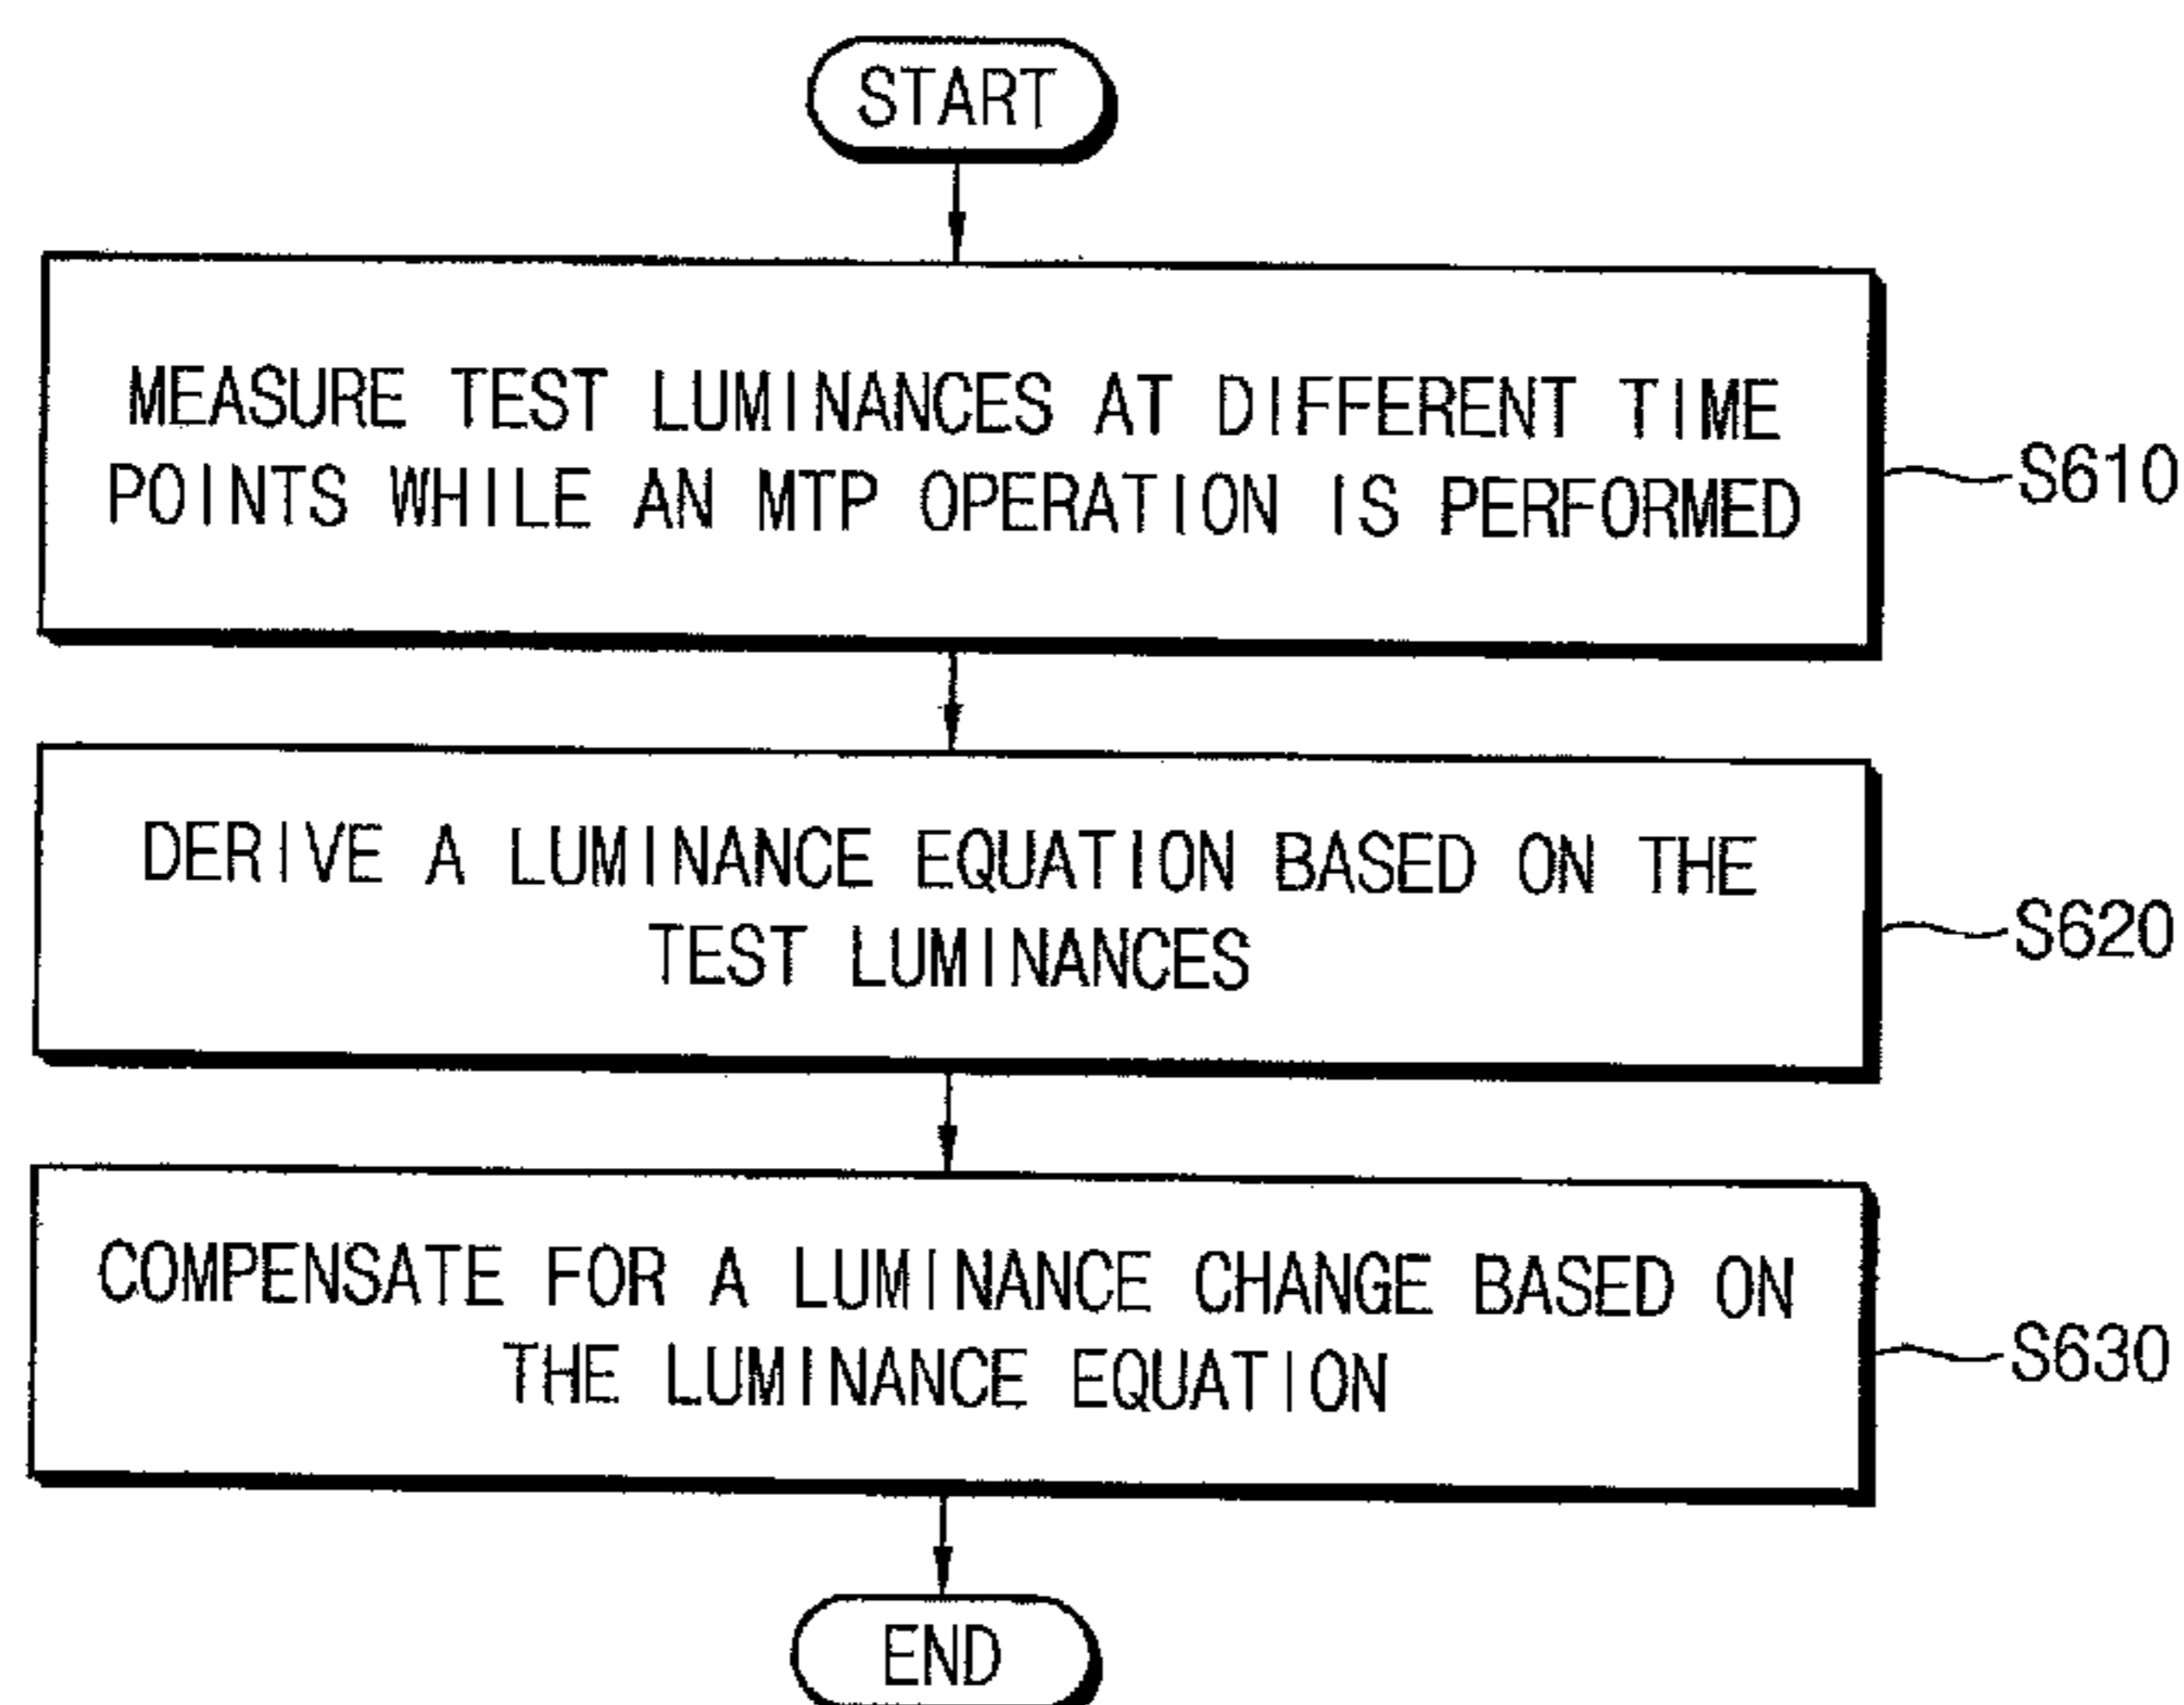 START
MEASURE TEST LUMINANCES AT DIFFERENT TIME
POINTS WHILE AN MTP OPERATION IS PERFORMED
S610
DERIVE A LUMINANCE EQUATION BASED ON THE
TEST LUMINANCES
S620
COMPENSATE FOR A LUMINANCE CHANGE BASED ON
THE LUMINANCE EQUATION
S630
END